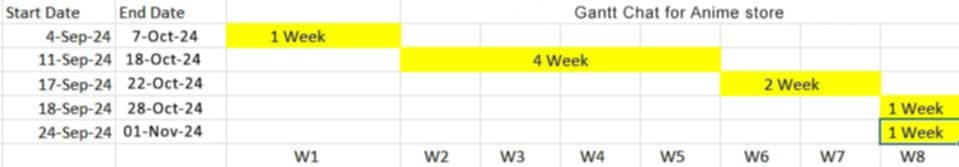 Start Date End Date Gantt Chat for Anime store
4-Sep-24 7-Oct-24 1 Week
11-Sep-24 18-Oct-24 4 Week
17-Sep-24 22-Oct-24 2 Week
18-Sep-24 28-Oct-24 1 Week
24-Sep-24 01-Nov-24 1 Week
W1 W2 W3 W4 W5 W6 W7 W8